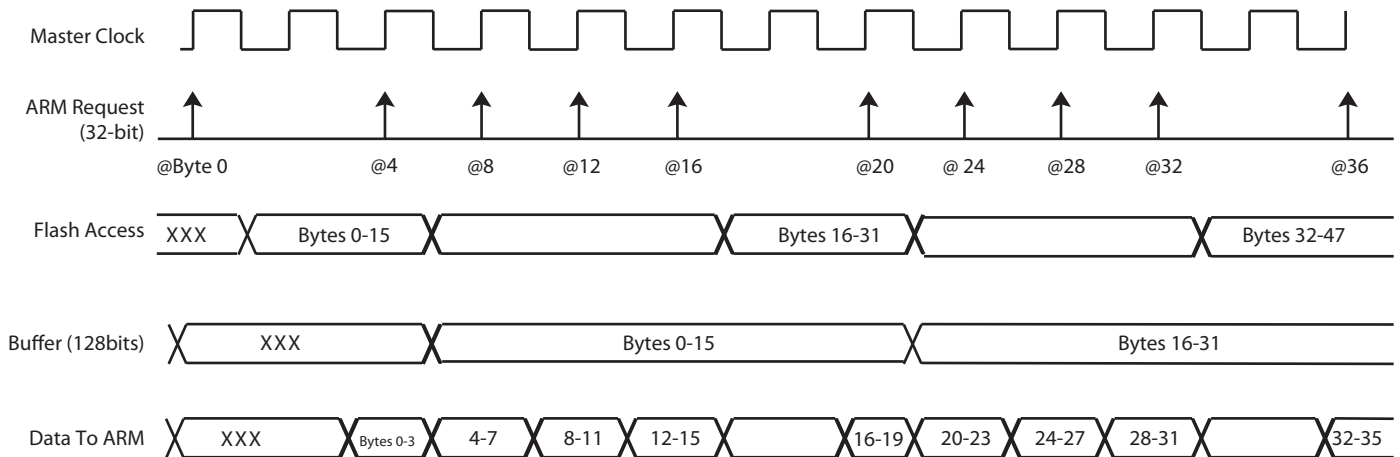 Master Clock
ARM Request
(32-bit)
@Byte 0 @4 @8 @12 @16 @20 @ 24 @28 @32 @36
Flash Access XXX Bytes 0-15 Bytes 16-31 Bytes 32-47
Buffer (128bits) XXX Bytes 0-15 Bytes 16-31
Data To ARM XXX Bytes 0-3 4-7 8-11 12-15 16-19 20-23 24-27 28-31 32-35